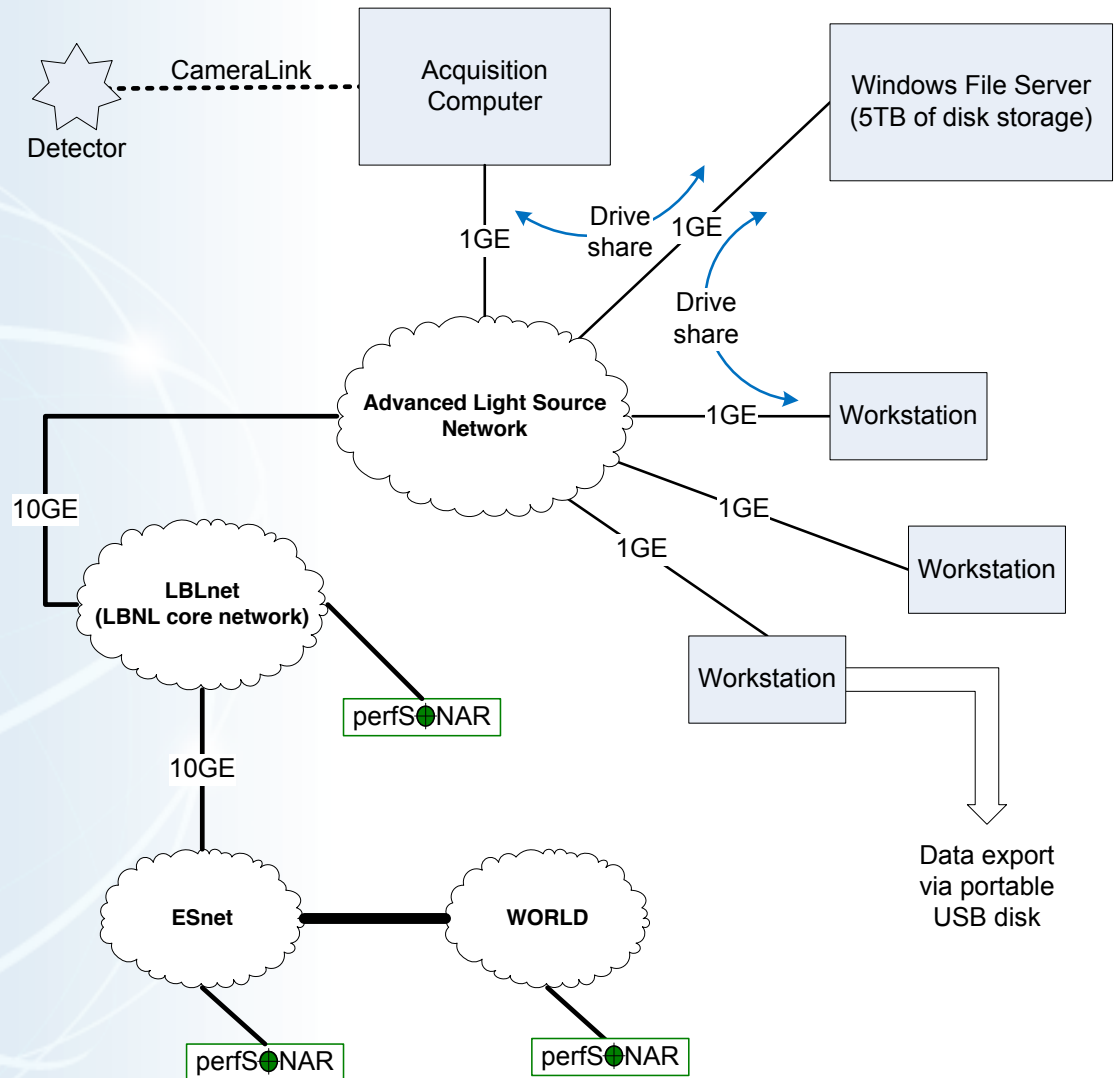 CameraLink
Detector
Acquisition
Computer
Windows File Server
(5TB of disk storage)
1GE
Drive
share
1GE
Drive
share
Advanced Light Source
Network
1GE
Workstation
1GE
Workstation
1GE
Workstation
10GE
LBLnet
(LBNL core network)
perfSONAR
10GE
Data export
via portable
USB disk
ESnet
WORLD
perfSONAR
perfSONAR